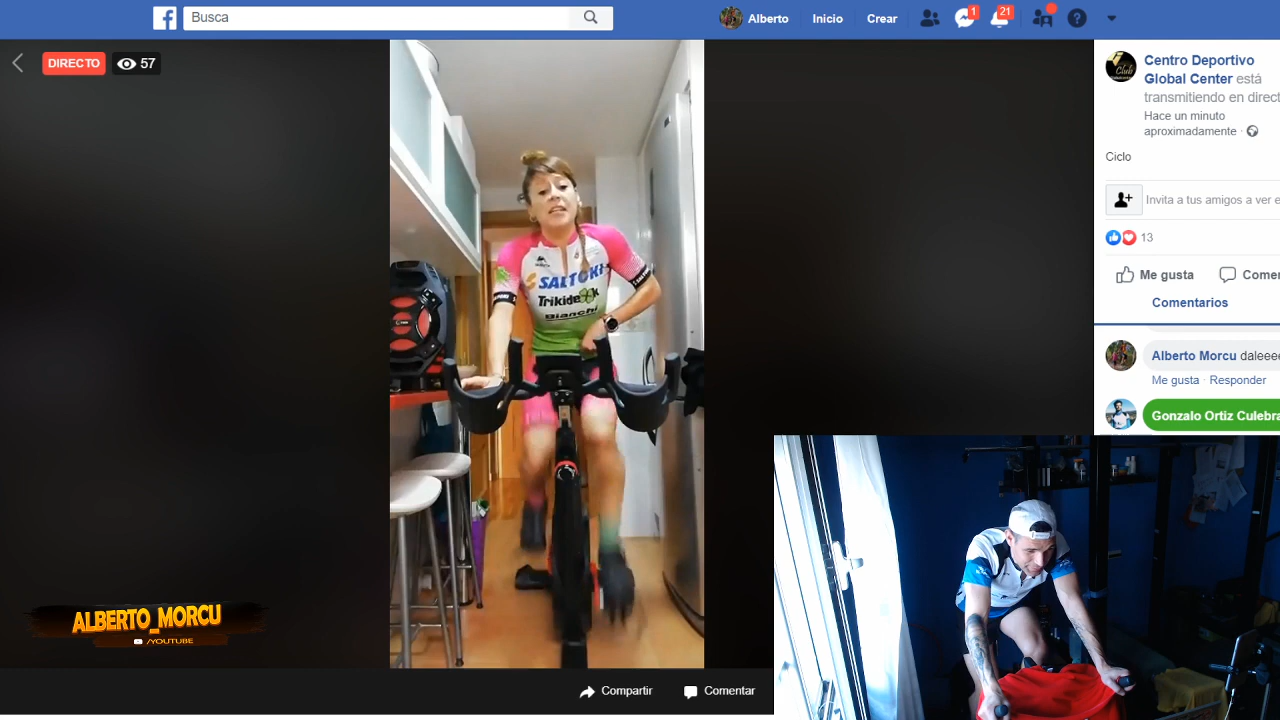 Busca
Alberto
Inicio
Crear
1
21
DIRECTO
57
Centro Deportivo
Global Center está
transmitiendo en direct
Hace un minuto
aproximadamente ·
Ciclo
Invita a tus amigos a ver e
13
Me gusta
Comen
Comentarios
Alberto Morcu daleeee
Me gusta · Responder
Gonzalo Ortiz Culebra
SALTOKI
Trikideak
Bianchi
ALBERTO_MORCU
/YOUTUBE
Compartir
Comentar